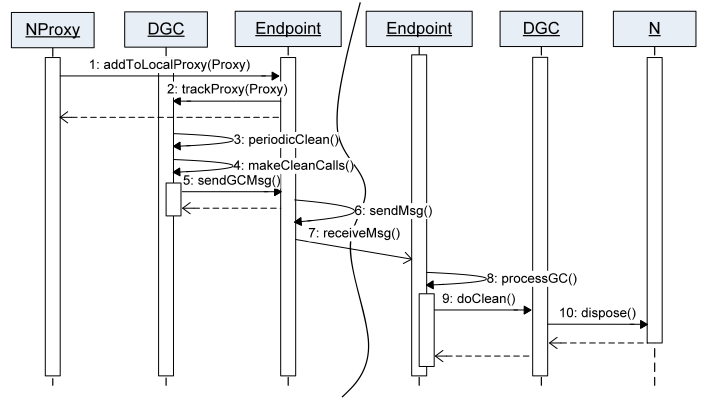 NProxy
DGC
Endpoint
Endpoint
DGC
N
1: addToLocalProxy(Proxy)
2: trackProxy(Proxy)
3: periodicClean()
4: makeCleanCalls()
5: sendGCMsg()
6: sendMsg()
7: receiveMsg()
8: processGC()
9: doClean()
10: dispose()